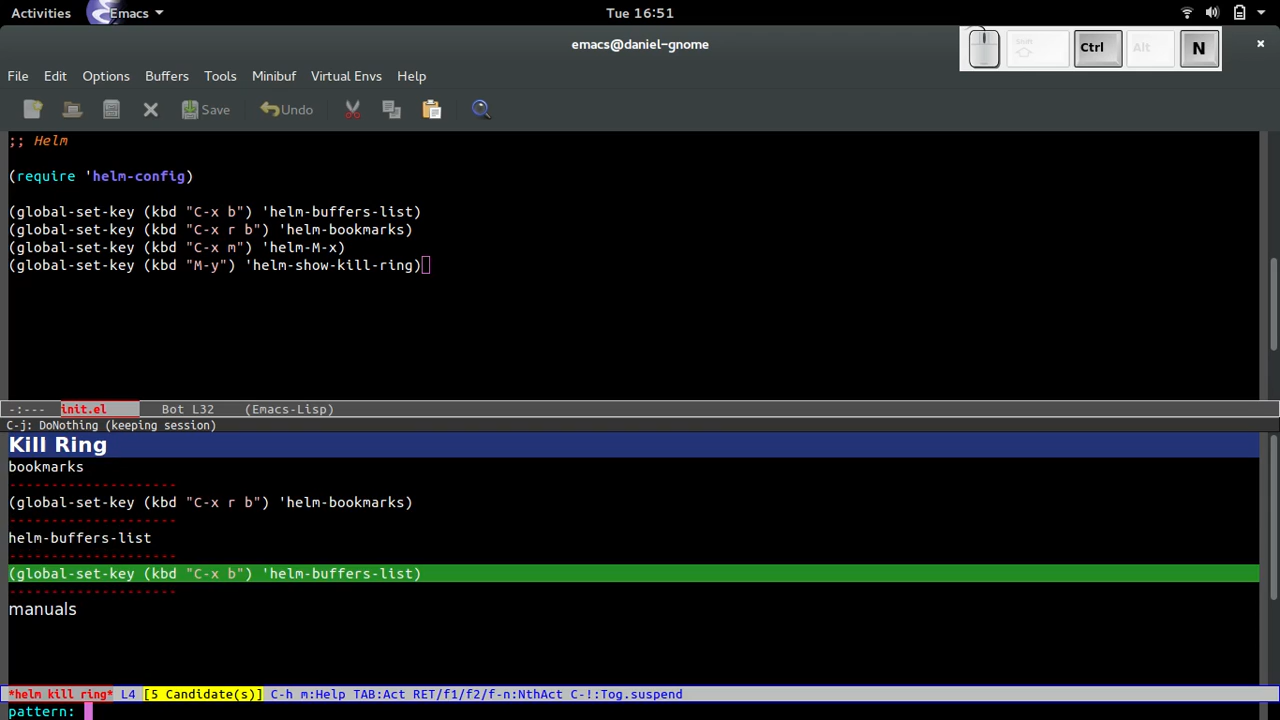 Activities Emacs Tue 16:51
emacs@daniel-gnome
Shift Ctrl Alt N
File Edit Options Buffers Tools Minibuf Virtual Envs Help
Save Undo
;; Helm
(require 'helm-config)
(global-set-key (kbd "C-x b") 'helm-buffers-list)
(global-set-key (kbd "C-x r b") 'helm-bookmarks)
(global-set-key (kbd "C-x m") 'helm-M-x)
(global-set-key (kbd "M-y") 'helm-show-kill-ring)
-:--- init.el Bot L32 (Emacs-Lisp)
C-j: DoNothing (keeping session)
Kill Ring
bookmarks
--------------------
(global-set-key (kbd "C-x r b") 'helm-bookmarks)
--------------------
helm-buffers-list
--------------------
(global-set-key (kbd "C-x b") 'helm-buffers-list)
--------------------
manuals
*helm kill ring* L4 [5 Candidate(s)] C-h m:Help TAB:Act RET/f1/f2/f-n:NthAct C-!:Tog.suspend
pattern: